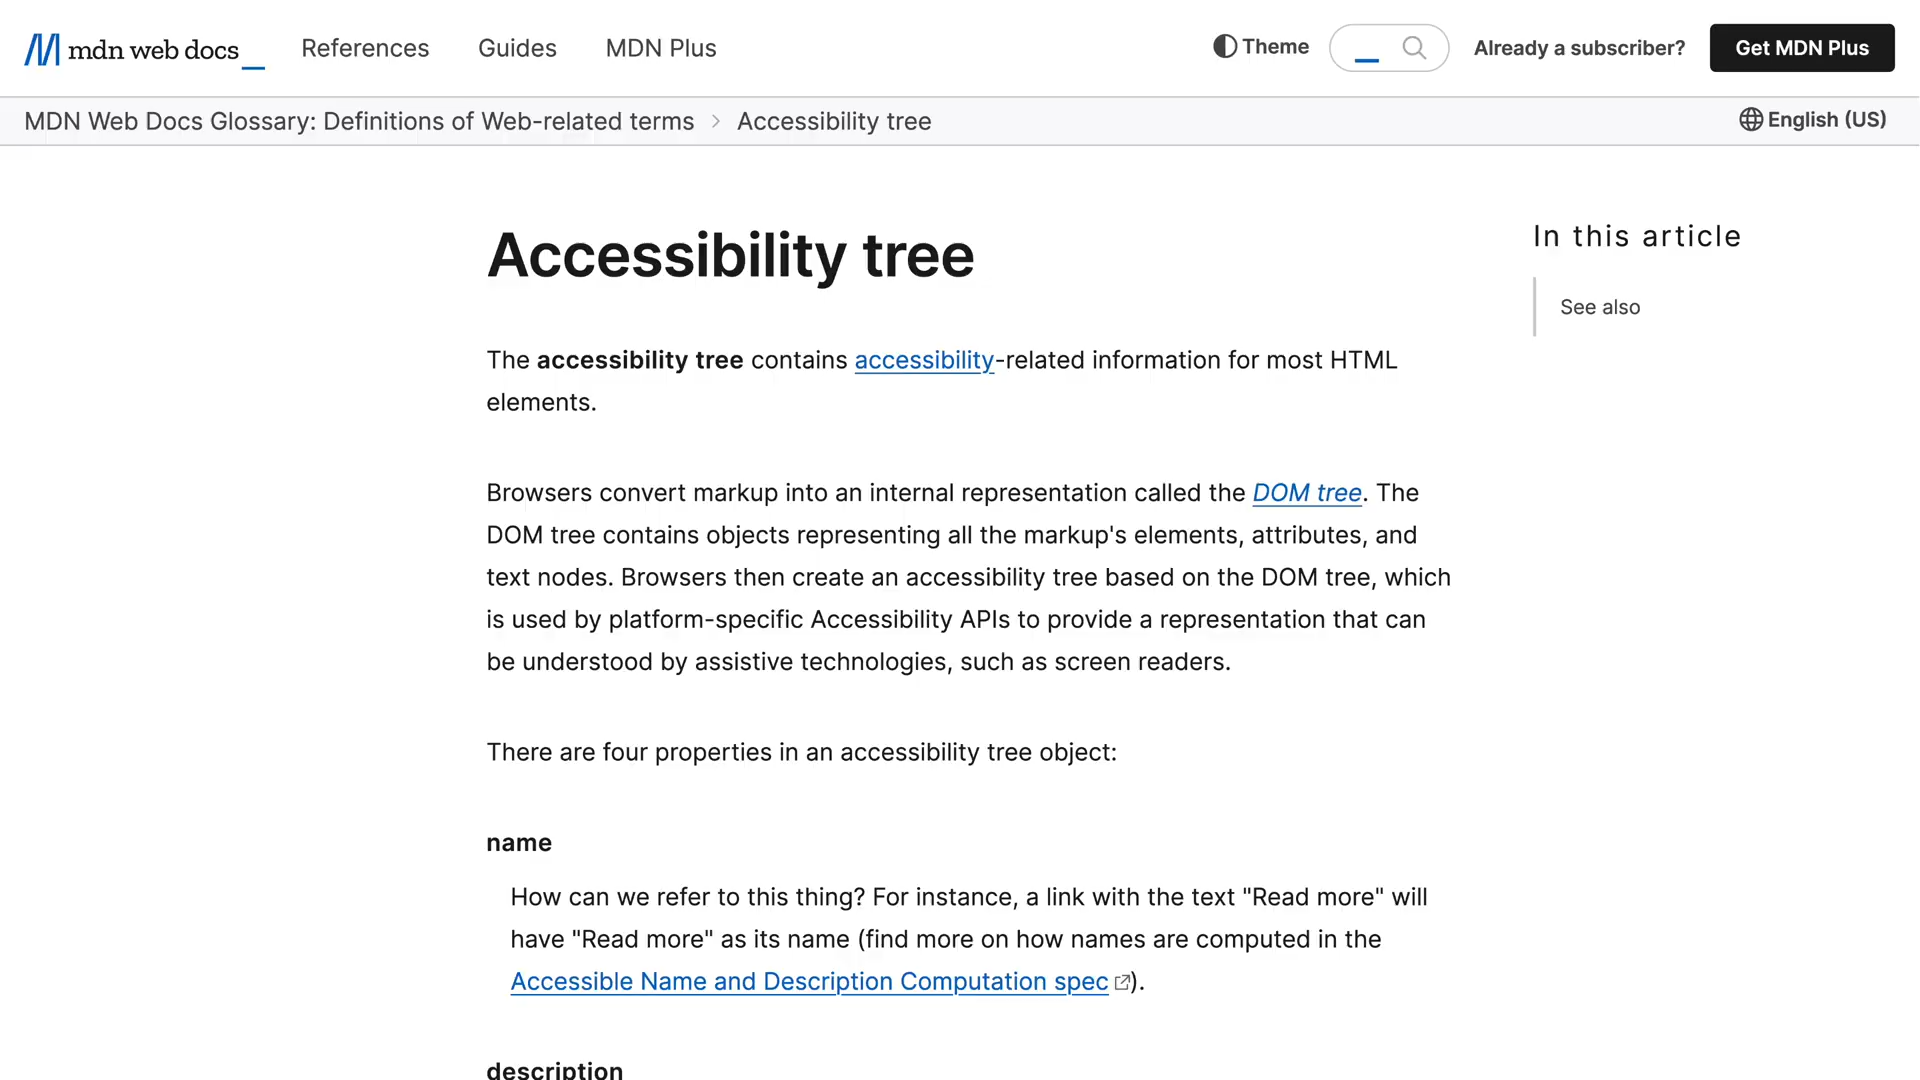 mdn web docs_
References
Guides
MDN Plus
Theme
Already a subscriber?
Get MDN Plus
MDN Web Docs Glossary: Definitions of Web-related terms
Accessibility tree
English (US)
Accessibility tree
The accessibility tree contains accessibility-related information for most HTML
elements.
Browsers convert markup into an internal representation called the DOM tree. The
DOM tree contains objects representing all the markup's elements, attributes, and
text nodes. Browsers then create an accessibility tree based on the DOM tree, which
is used by platform-specific Accessibility APIs to provide a representation that can
be understood by assistive technologies, such as screen readers.
There are four properties in an accessibility tree object:
name
How can we refer to this thing? For instance, a link with the text "Read more" will
have "Read more" as its name (find more on how names are computed in the
Accessible Name and Description Computation spec).
description
In this article
See also